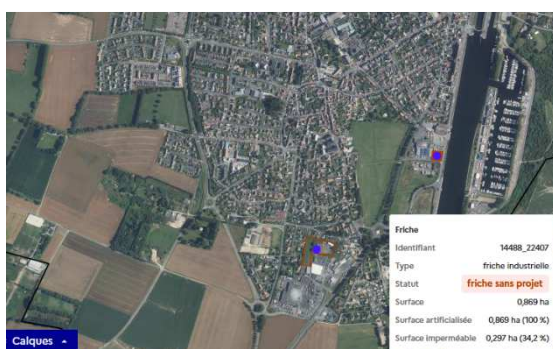 Friche
Identifiant 14488_22407
Type friche industrielle
Statut friche sans projet
Surface 0,869 ha
Surface artificialisée 0,869 ha (100 %)
Surface imperméable 0,297 ha (34,2 %)
Calques